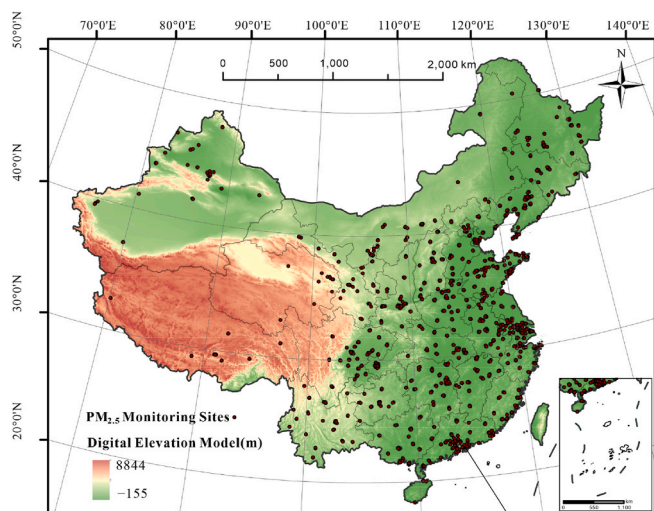 70°0'E 80°0'E 90°0'E 100°0'E 110°0'E 120°0'E 130°0'E 140°0'E
50°0'N
40°0'N
30°0'N
20°0'N
0 500 1,000 2,000 km
N
PM2.5 Monitoring Sites
Digital Elevation Model(m)
8844
−155
0 550 1,100
km